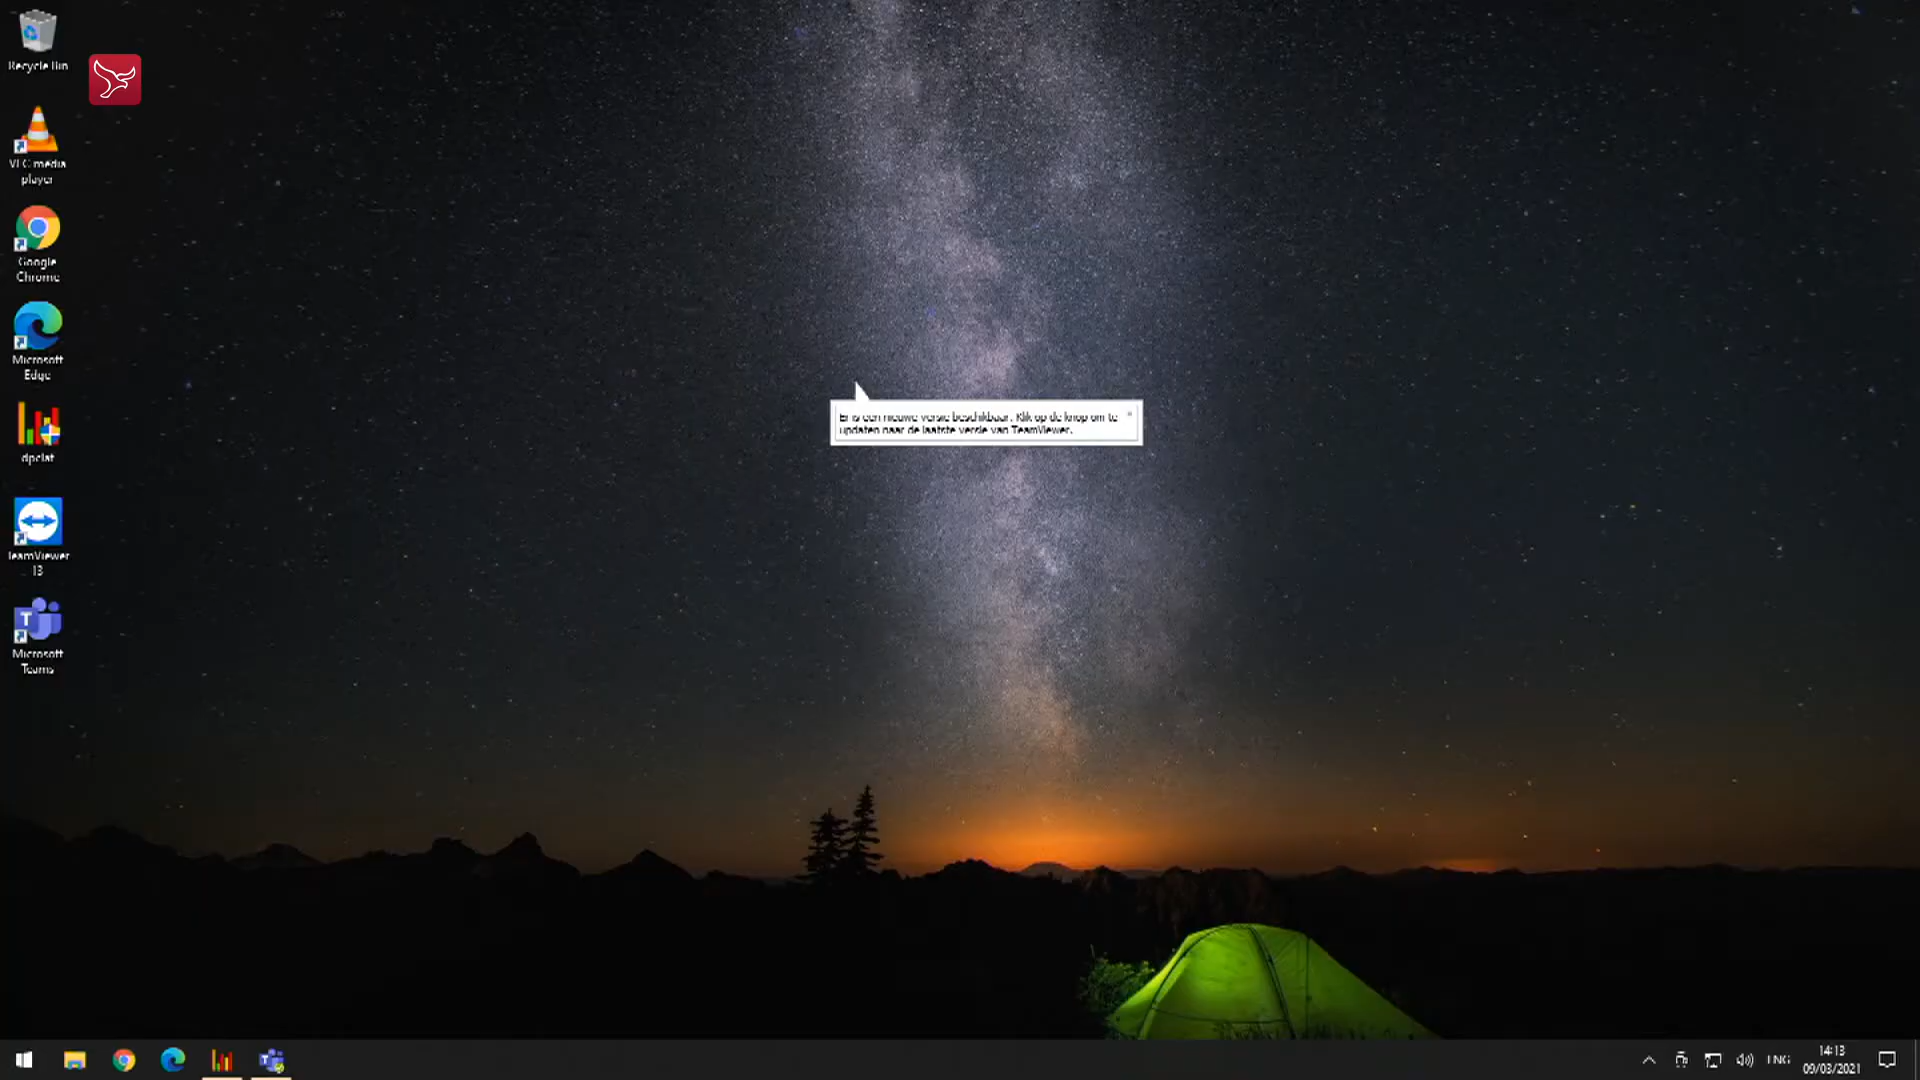 Recycle Bin
VLC media
player
Google
Chrome
Microsoft
Edge
dpclat
TeamViewer
13
Microsoft
Teams
Er is een nieuwe versie beschikbaar. Klik op de knop om te
updaten naar de laatste versie van TeamViewer.
ENG
14:13
09/03/2021